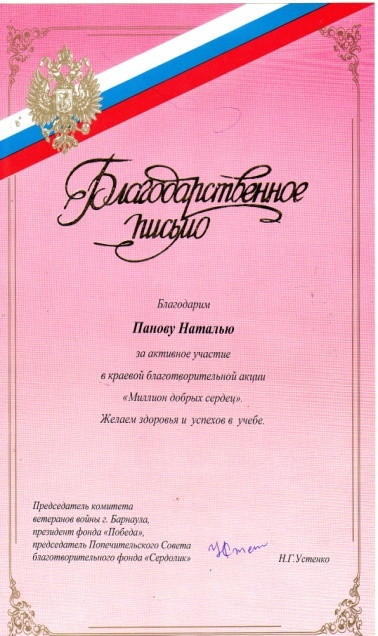 Благодарственное
письмо
Благодарим
Панову Наталью
за активное участие
в краевой благотворительной акции
«Миллион добрых сердец».
Желаем здоровья и успехов в учебе.
Председатель комитета
ветеранов войны г. Барнаула,
президент фонда «Победа»,
председатель Попечительского Совета
благотворительного фонда «Сердолик»
Н.Г.Устенко